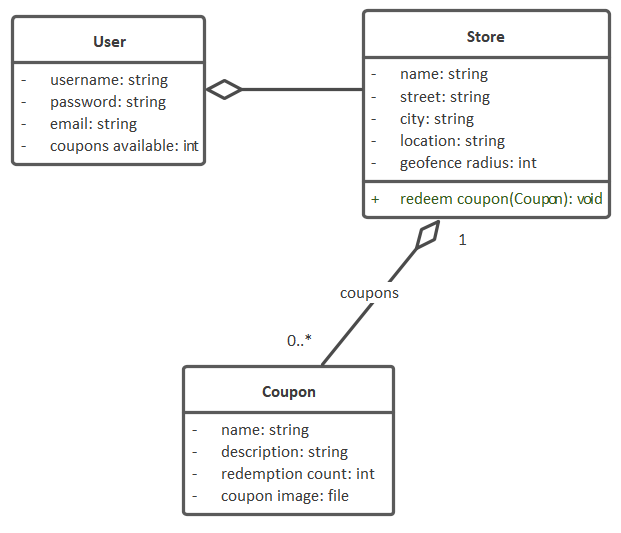 User
- username: string
- password: string
- email: string
- coupons available: int
Store
- name: string
- street: string
- city: string
- location: string
- geofence radius: int
+ redeem coupon(Coupon): void
1
coupons
0..*
Coupon
- name: string
- description: string
- redemption count: int
- coupon image: file